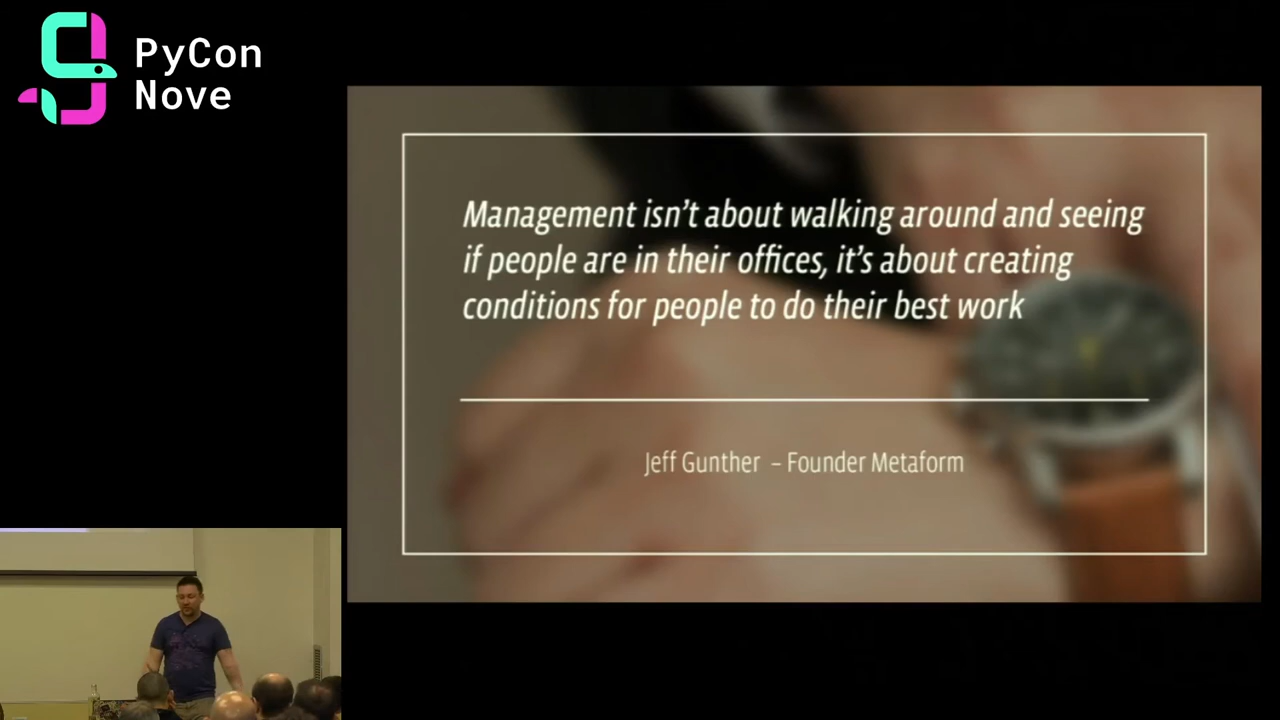 PyCon
Nove
Management isn't about walking around and seeing
if people are in their offices, it's about creating
conditions for people to do their best work
Jeff Gunther – Founder Metaform